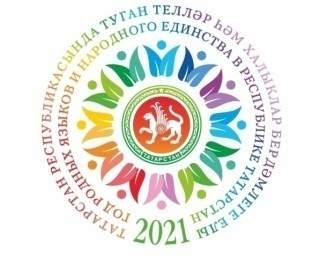 ТАТАРСТАН РЕСПУБЛИКАСЫНДА ТУГАН ТЕЛЛӘР ҺӘМ ХАЛЫКЛАР БЕРДӘМЛЕГЕ ЕЛЫ
ГОД РОДНЫХ ЯЗЫКОВ И НАРОДНОГО ЕДИНСТВА В РЕСПУБЛИКЕ ТАТАРСТАН
ТАТАРСТАН
2021